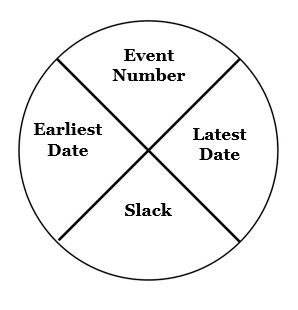 Event
Number
Earliest
Date
Latest
Date
Slack